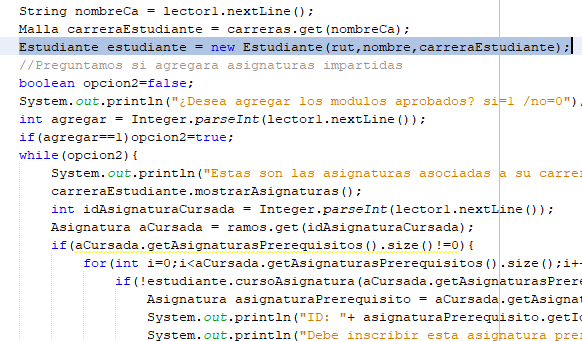 String nombreCa = lector1.nextLine();
Malla carreraEstudiante = carreras.get(nombreCa);
Estudiante estudiante = new Estudiante(rut,nombre,carreraEstudiante);
//Preguntamos si agregara asignaturas impartidas
boolean opcion2=false;
System.out.println("¿Desea agregar los modulos aprobados? si=1 /no=0")
int agregar = Integer.parseInt(lector1.nextLine());
if(agregar==1)opcion2=true;
while(opcion2){
System.out.println("Estas son las asignaturas asociadas a su carre
carreraEstudiante.mostrarAsignaturas();
int idAsignaturaCursada = Integer.parseInt(lector1.nextLine());
Asignatura aCursada = ramos.get(idAsignaturaCursada);
if(aCursada.getAsignaturasPrerequisitos().size()!=0){
for(int i=0;i<aCursada.getAsignaturasPrerequisitos().size();i+
if(!estudiante.cursoAsignatura(aCursada.getAsignaturasPrere
Asignatura asignaturaPrerequisito = aCursada.getAsignat
System.out.println("ID: "+ asignaturaPrerequisito.getId
System.out.println("Debe inscribir esta asignatura prer